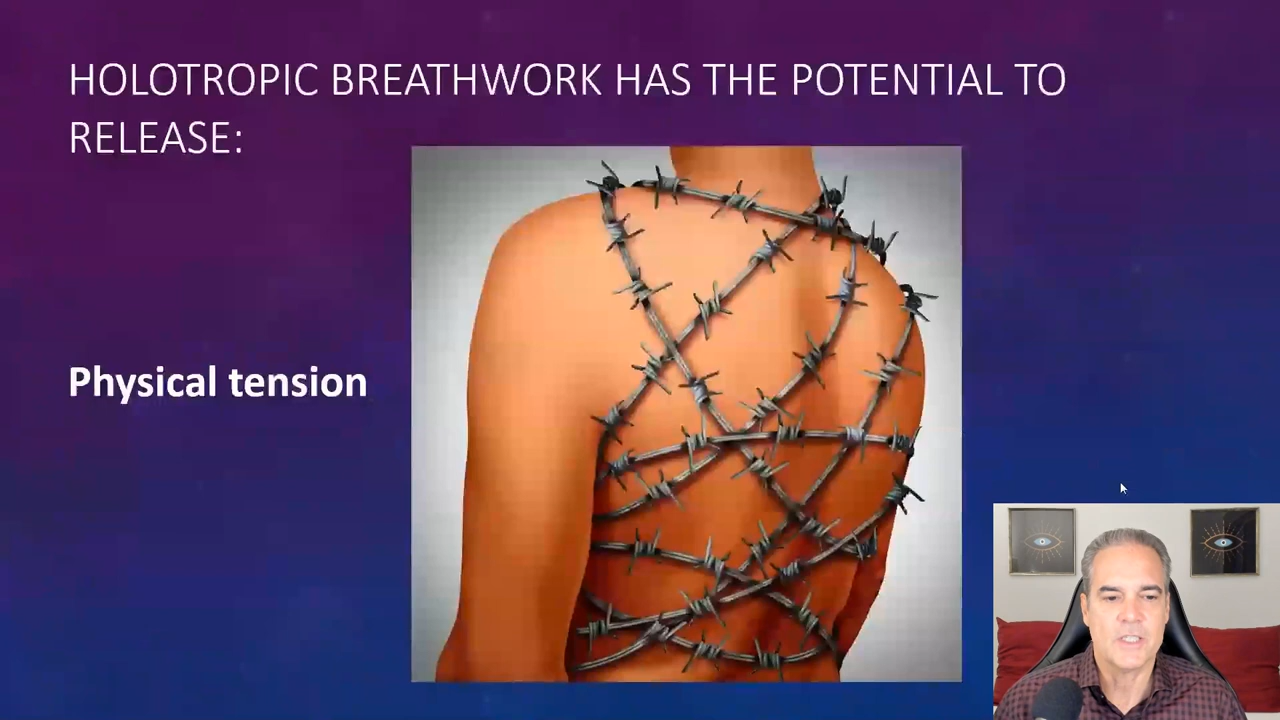 HOLOTROPIC BREATHWORK HAS THE POTENTIAL TO
RELEASE:
Physical tension